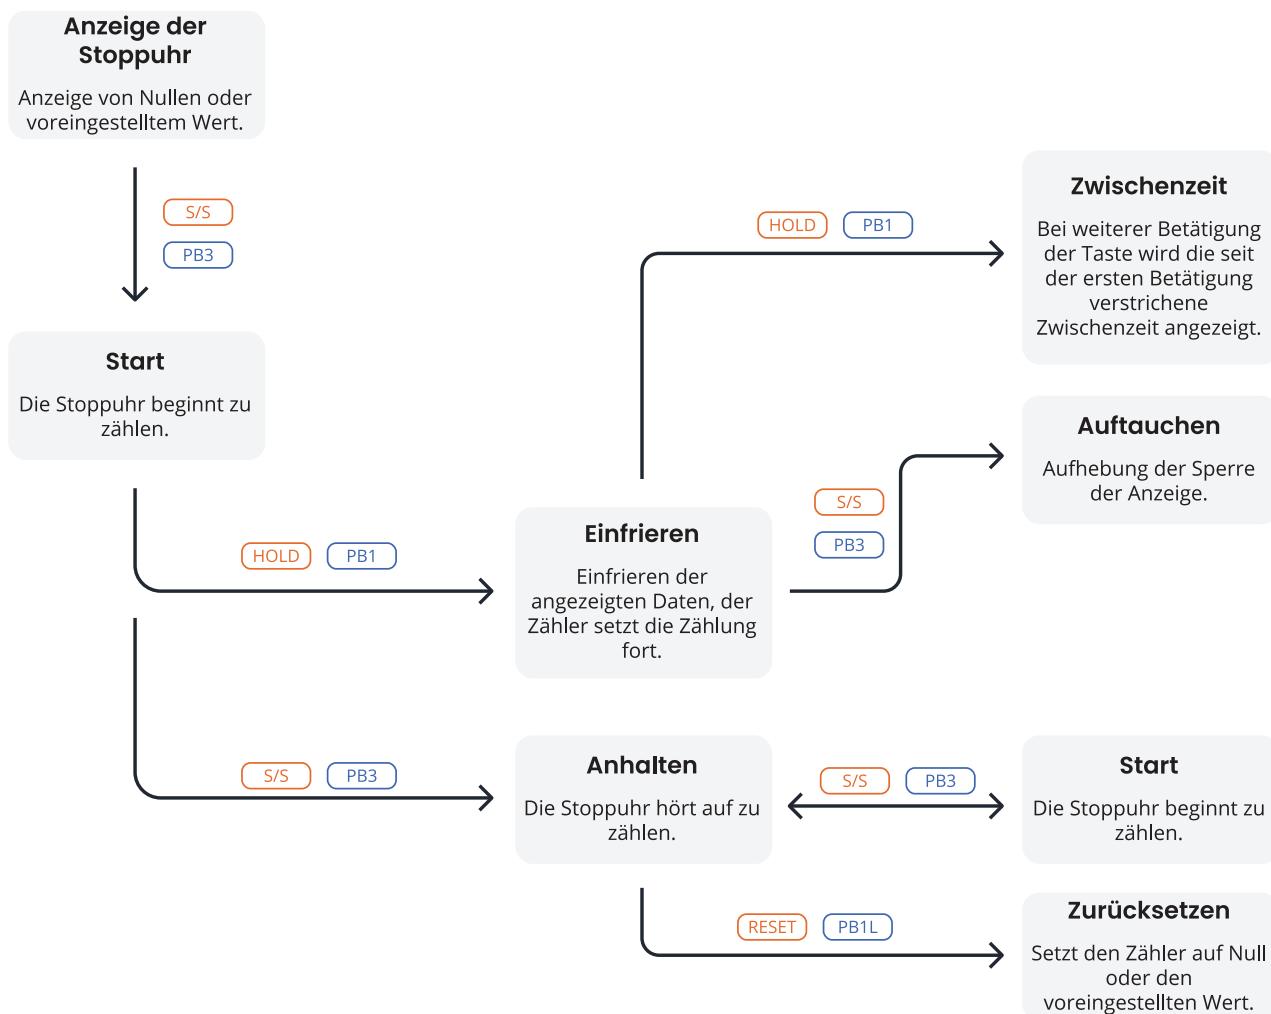 Anzeige der
Stoppuhr
Anzeige von Nullen oder
voreingestelltem Wert.
S/S
PB3
Start
Die Stoppuhr beginnt zu
zählen.
HOLD PB1
Zwischenzeit
Bei weiterer Betätigung
der Taste wird die seit
der ersten Betätigung
verstrichene
Zwischenzeit angezeigt.
Auftauchen
Aufhebung der Sperre
der Anzeige.
S/S
PB3
HOLD PB1
Einfrieren
Einfrieren der
angezeigten Daten, der
Zähler setzt die Zählung
fort.
S/S PB3
Anhalten
Die Stoppuhr hört auf zu
zählen.
S/S PB3
Start
Die Stoppuhr beginnt zu
zählen.
RESET PB1L
Zurücksetzen
Setzt den Zähler auf Null
oder den
voreingestellten Wert.